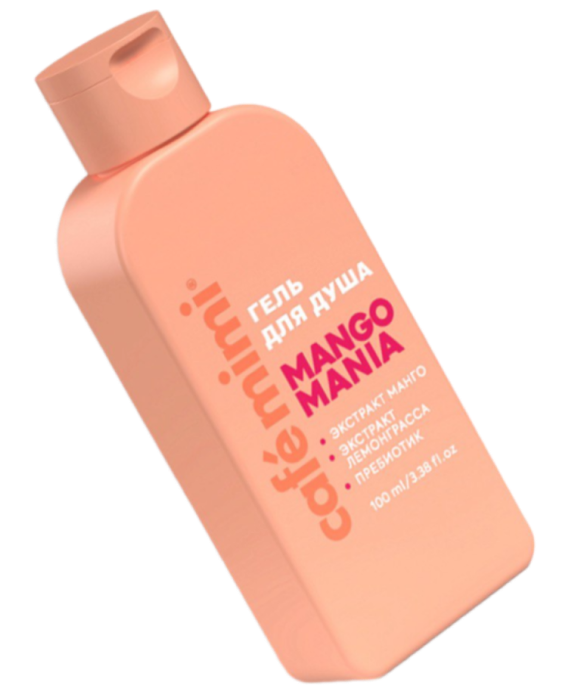 café mimi®
ГЕЛЬ
ДЛЯ ДУША
MANGO
MANIA
• ЭКСТРАКТ МАНГО
• ЭКСТРАКТ
ЛЕМОНГРАССА
• ПРЕБИОТИК
100 ml/3.38 fl.oz